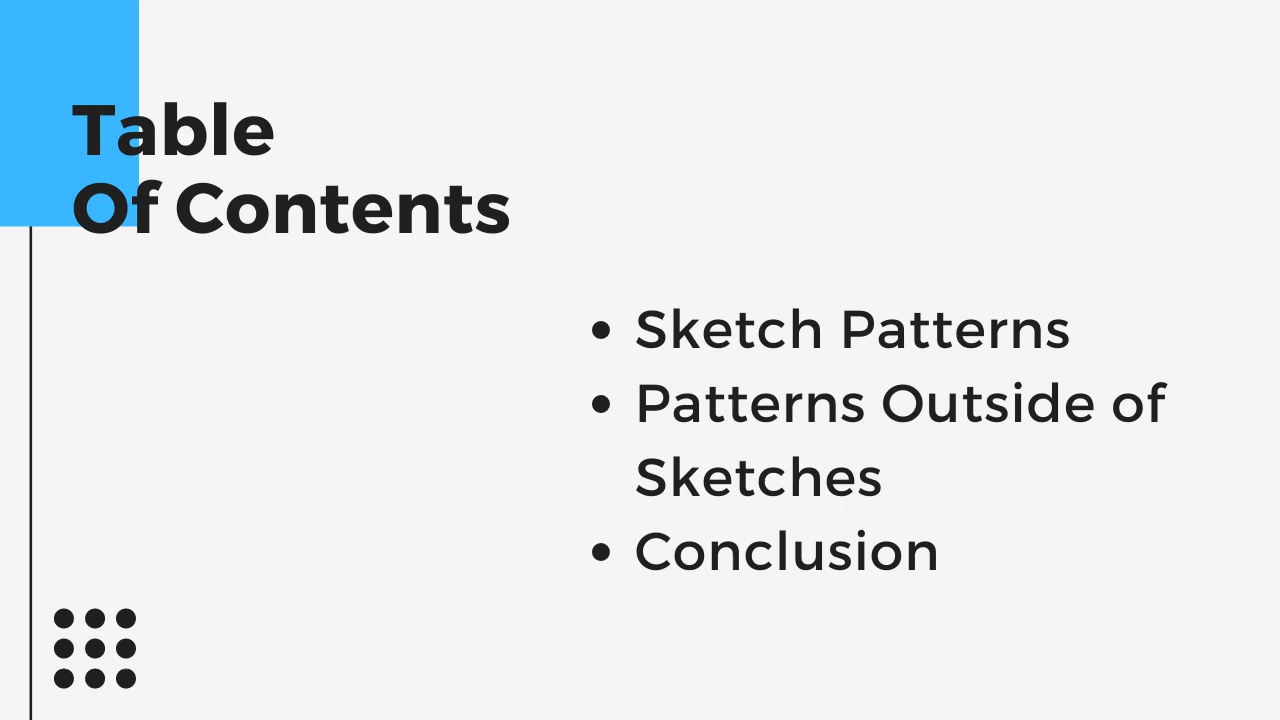 Table
Of Contents
• Sketch Patterns
• Patterns Outside of
Sketches
• Conclusion